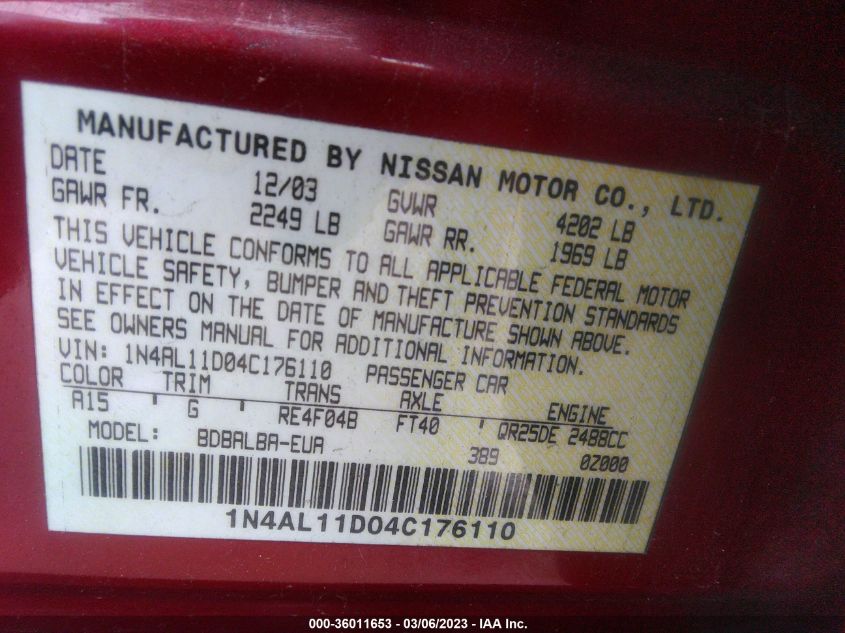 MANUFACTURED BY NISSAN MOTOR CO., LTD.
DATE 12/03 GVWR 4202 LB
GAWR FR. 2249 LB GAWR RR. 1969 LB
THIS VEHICLE CONFORMS TO ALL APPLICABLE FEDERAL MOTOR
VEHICLE SAFETY, BUMPER AND THEFT PREVENTION STANDARDS
IN EFFECT ON THE DATE OF MANUFACTURE SHOWN ABOVE.
SEE OWNERS MANUAL FOR ADDITIONAL INFORMATION.
VIN: 1N4AL11D04C176110 PASSENGER CAR
COLOR TRIM TRANS AXLE ENGINE
A15 G RE4F04B FT40 QR25DE 2488CC
MODEL: BDBALBA-EUA 389 0Z000
1N4AL11D04C176110
000-36011653 - 03/06/2023 - IAA Inc.